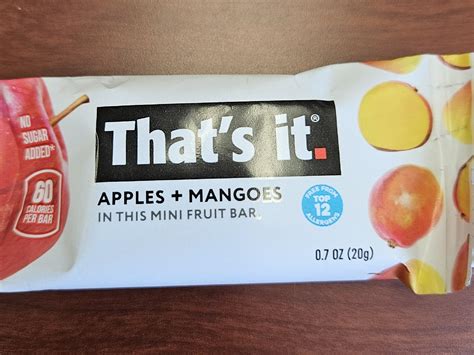 NO
SUGAR
ADDED*
60
CALORIES
PER BAR
That's it.®
APPLES + MANGOES
IN THIS MINI FRUIT BAR.
FREE FROM
TOP
12
ALLERGENS
0.7 OZ (20g)